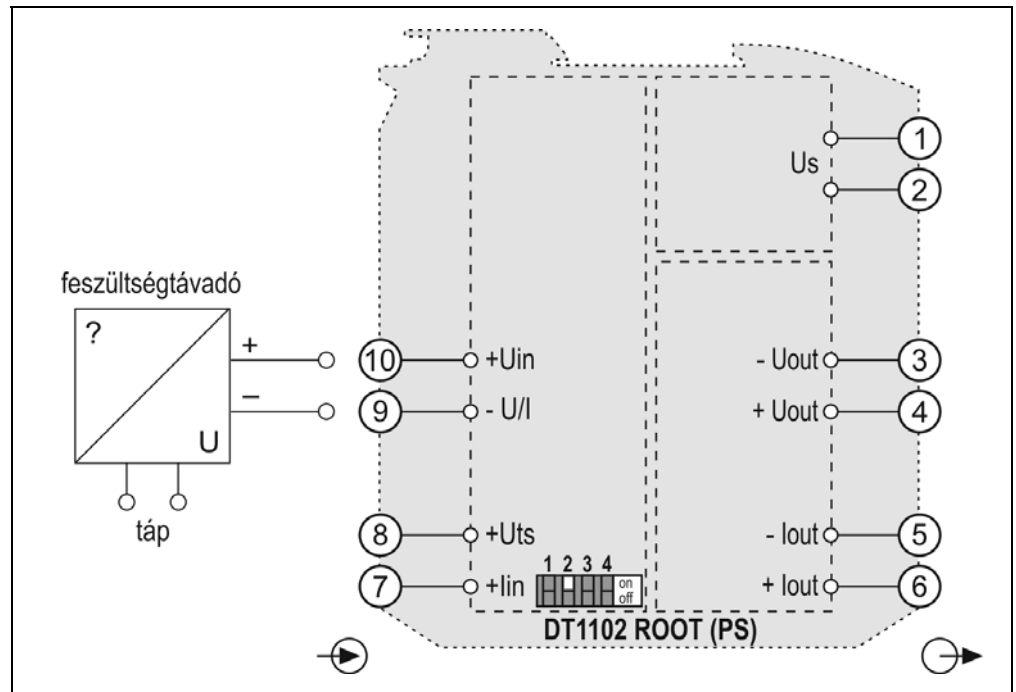 1
Us
2
feszültségtávadó
?
+
10
+Uin
- Uout
3
–
9
- U/I
+ Uout
4
U
táp
8
+Uts
- Iout
5
1 2 3 4
7
+Iin
on
off
+ Iout
6
DT1102 ROOT (PS)